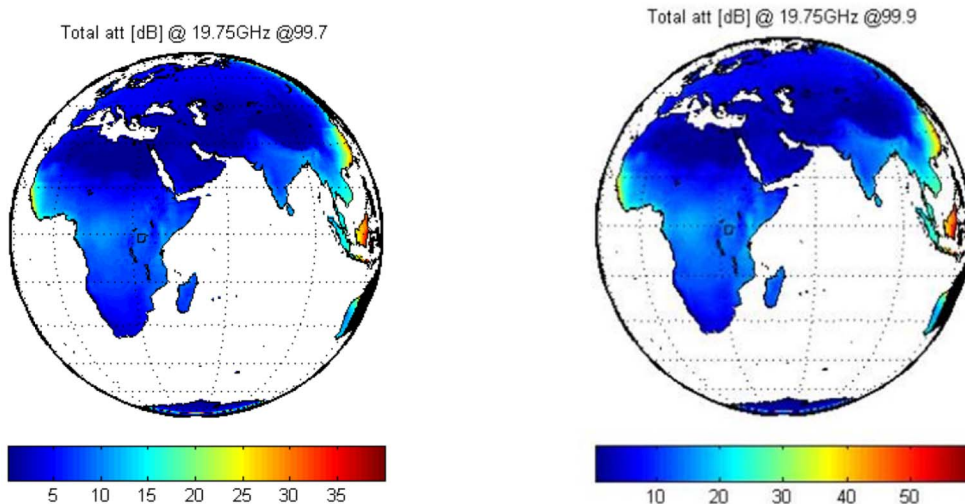 Total att [dB] @ 19.75GHz @99.7
5 10 15 20 25 30 35
Total att [dB] @ 19.75GHz @99.9
10 20 30 40 50